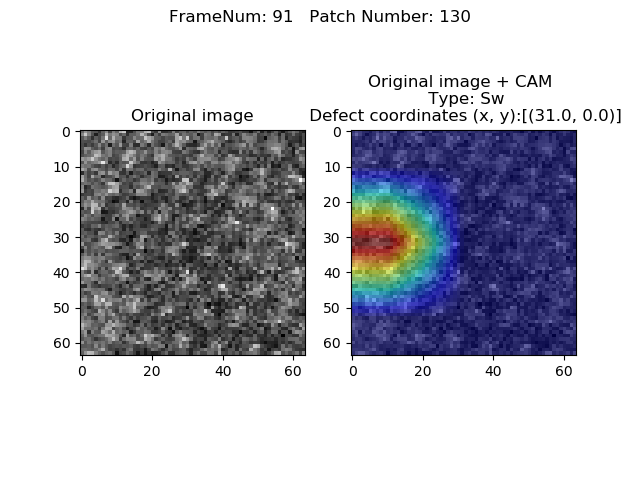 FrameNum: 91   Patch Number: 130
Original image
Original image + CAM
Type: Sw
Defect coordinates (x, y):[(31.0, 0.0)]
0
10
20
30
40
50
60
0 20 40 60
0
10
20
30
40
50
60
0 20 40 60